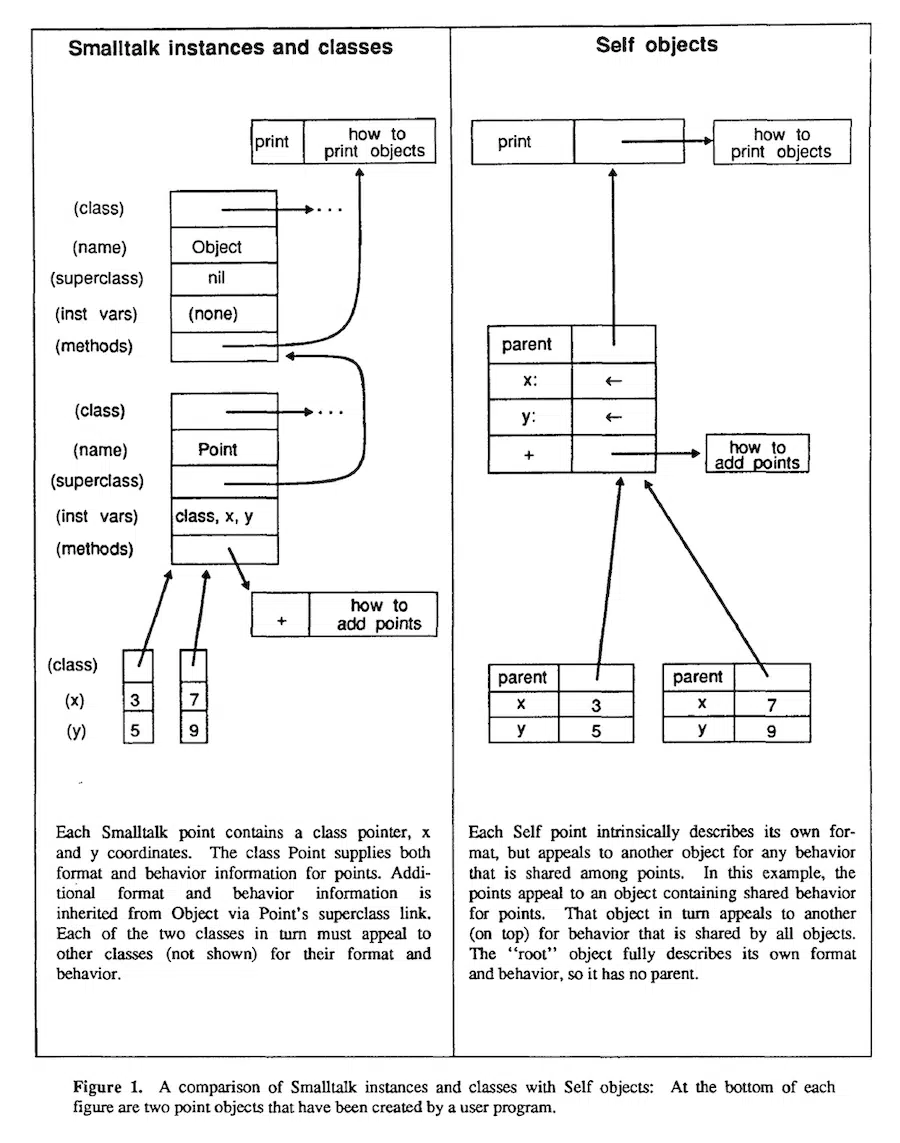 Smalltalk instances and classes
print
how to
print objects
(class)
...
(name)
Object
(superclass)
nil
(inst vars)
(none)
(methods)
(class)
...
(name)
Point
(superclass)
(inst vars)
class, x, y
(methods)
+
how to
add points
(class)
(x)
3
7
(y)
5
9
Each Smalltalk point contains a class pointer, x
and y coordinates. The class Point supplies both
format and behavior information for points. Addi-
tional format and behavior information is
inherited from Object via Point's superclass link.
Each of the two classes in turn must appeal to
other classes (not shown) for their format and
behavior.
Self objects
print
how to
print objects
parent
x:
←
y:
←
+
how to
add points
parent
x
3
y
5
parent
x
7
y
9
Each Self point intrinsically describes its own for-
mat, but appeals to another object for any behavior
that is shared among points. In this example, the
points appeal to an object containing shared behavior
for points. That object in turn appeals to another
(on top) for behavior that is shared by all objects.
The "root" object fully describes its own format
and behavior, so it has no parent.
Figure 1. A comparison of Smalltalk instances and classes with Self objects: At the bottom of each
figure are two point objects that have been created by a user program.